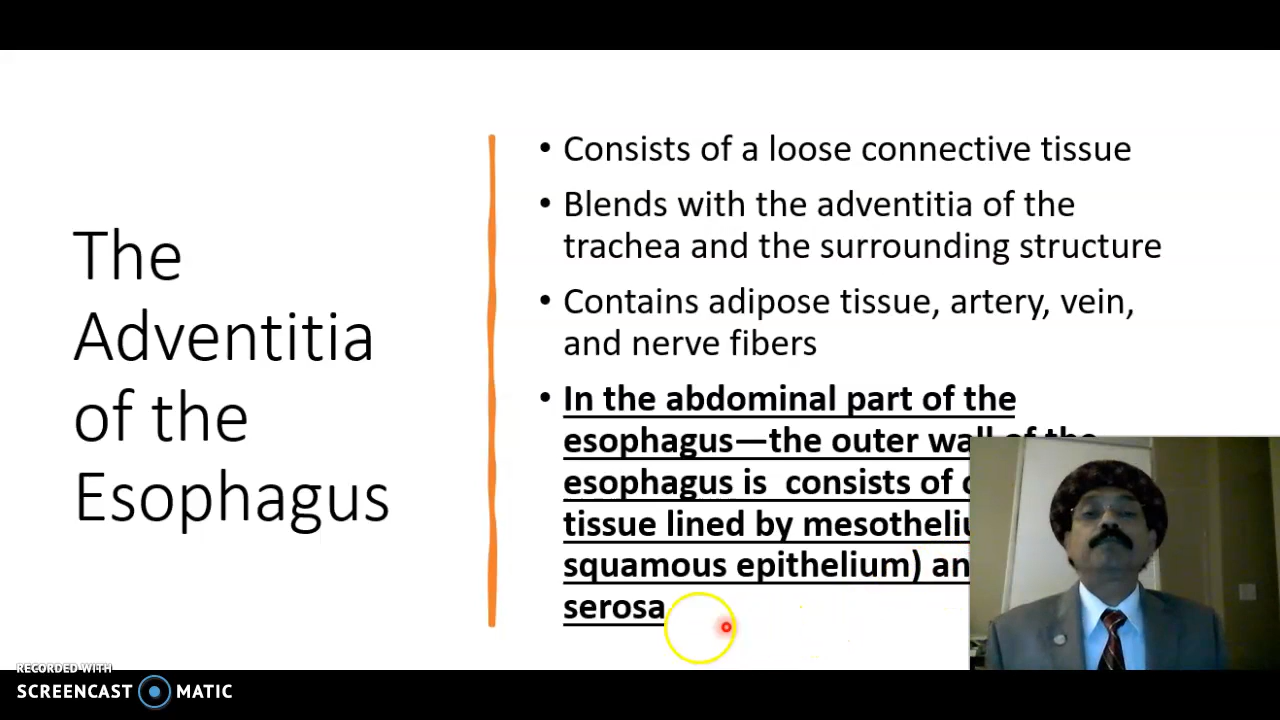 The
Adventitia
of the
Esophagus
• Consists of a loose connective tissue
• Blends with the adventitia of the
trachea and the surrounding structure
• Contains adipose tissue, artery, vein,
and nerve fibers
• In the abdominal part of the
esophagus—the outer wall of the
esophagus is consists of
tissue lined by
squamous epithelium)
serosa
RECORDED WITH
SCREENCAST MATIC